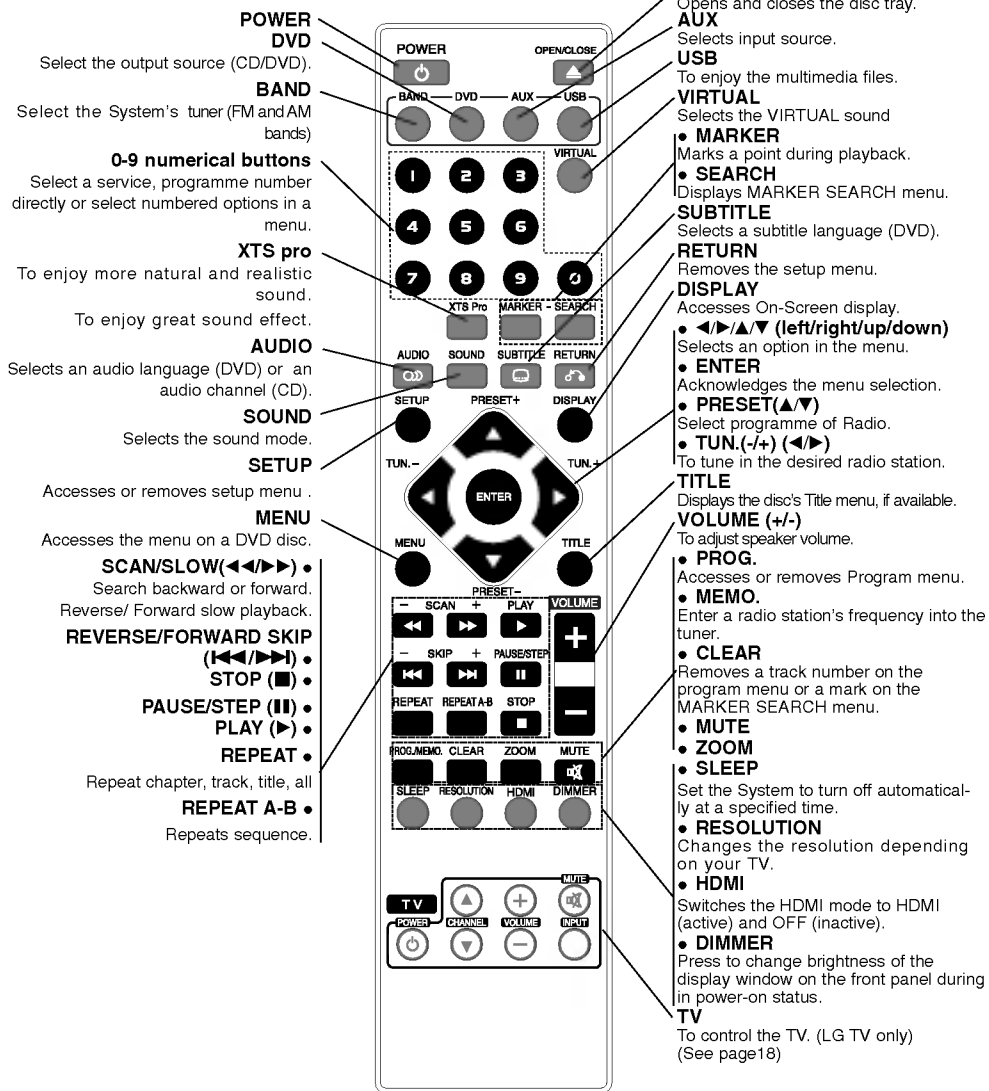 POWER
DVD
Select the output source (CD/DVD).
BAND
Select the System's tuner (FM and AM
bands)
0-9 numerical buttons
Select a service, programme number
directly or select numbered options in a
menu.
XTS pro
To enjoy more natural and realistic
sound.
To enjoy great sound effect.
AUDIO
Selects an audio language (DVD) or an
audio channel (CD).
SOUND
Selects the sound mode.
SETUP
Accesses or removes setup menu .
MENU
Accesses the menu on a DVD disc.
SCAN/SLOW(◄◄/►►) •
Search backward or forward.
Reverse/ Forward slow playback.
REVERSE/FORWARD SKIP
(I◄◄/►►I) •
STOP (■) •
PAUSE/STEP (II) •
PLAY (►) •
REPEAT •
Repeat chapter, track, title, all
REPEAT A-B •
Repeats sequence.
POWER
OPEN/CLOSE
BAND DVD AUX USB
VIRTUAL
1 2 3
4 5 6
7 8 9 0
XTS Pro MARKER - SEARCH
AUDIO SOUND SUBTITLE RETURN
SETUP PRESET+ DISPLAY
TUN.- TUN.+
ENTER
MENU TITLE
PRESET-
- SCAN + PLAY VOLUME
◄◄ ►► ► +
- SKIP + PAUSE/STEP
I◄◄ ►►I II
REPEAT REPEAT A-B STOP
■ -
PROG./MEMO. CLEAR ZOOM MUTE
SLEEP RESOLUTION HDMI DIMMER
MUTE
TV
▲ +
POWER CHANNEL VOLUME INPUT
▼ -
Opens and closes the disc tray.
AUX
Selects input source.
USB
To enjoy the multimedia files.
VIRTUAL
Selects the VIRTUAL sound
• MARKER
Marks a point during playback.
• SEARCH
Displays MARKER SEARCH menu.
SUBTITLE
Selects a subtitle language (DVD).
RETURN
Removes the setup menu.
DISPLAY
Accesses On-Screen display.
• ◄/►/▲/▼ (left/right/up/down)
Selects an option in the menu.
• ENTER
Acknowledges the menu selection.
• PRESET(▲/▼)
Select programme of Radio.
• TUN.(-/+) (◄/►)
To tune in the desired radio station.
TITLE
Displays the disc's Title menu, if available.
VOLUME (+/-)
To adjust speaker volume.
• PROG.
Accesses or removes Program menu.
• MEMO.
Enter a radio station's frequency into the
tuner.
• CLEAR
Removes a track number on the
program menu or a mark on the
MARKER SEARCH menu.
• MUTE
• ZOOM
• SLEEP
Set the System to turn off automatical-
ly at a specified time.
• RESOLUTION
Changes the resolution depending
on your TV.
• HDMI
Switches the HDMI mode to HDMI
(active) and OFF (inactive).
• DIMMER
Press to change brightness of the
display window on the front panel during
in power-on status.
TV
To control the TV. (LG TV only)
(See page18)